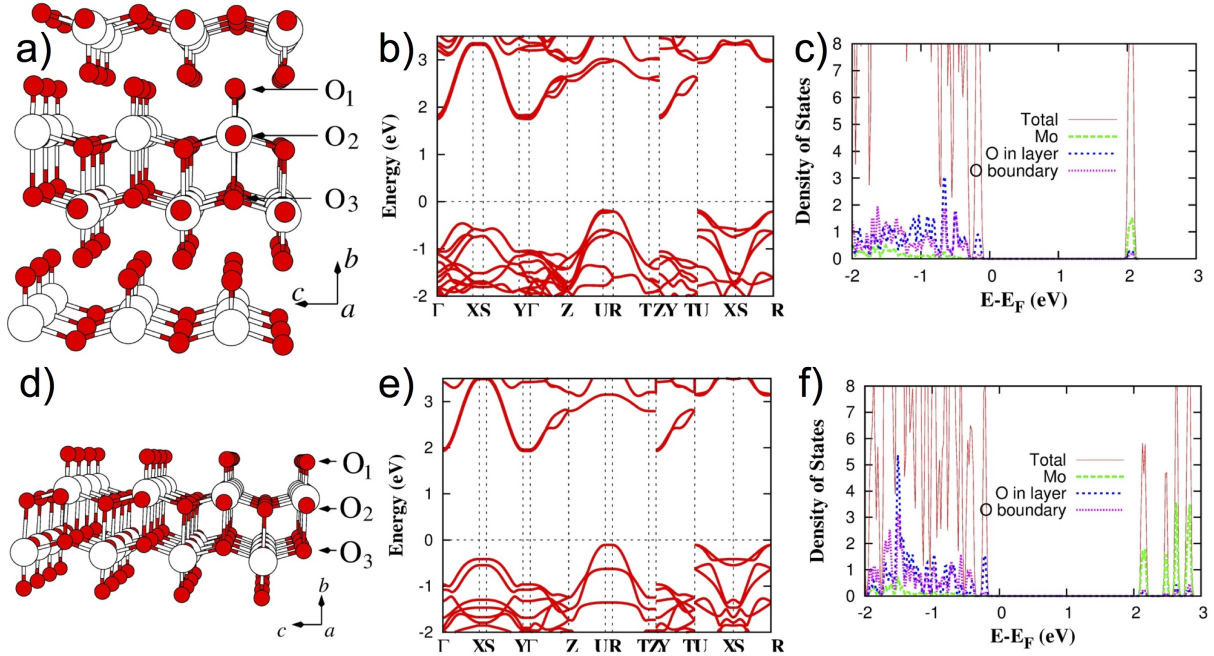 a)
O1
O2
O3
b
c
a
b)
Energy (eV)
3
2
1
0
-1
-2
Γ XS YΓ Z UR TZY TU XS R
c)
Density of States
8
7
6
5
4
3
2
1
0
Total
Mo
O in layer
O boundary
-2 -1 0 1 2 3
E-EF (eV)
d)
O1
O2
O3
b
c
a
e)
Energy (eV)
3
2
1
0
-1
-2
Γ XS YΓ Z UR TZY TU XS R
f)
Density of States
8
7
6
5
4
3
2
1
0
Total
Mo
O in layer
O boundary
-2 -1 0 1 2 3
E-EF (eV)